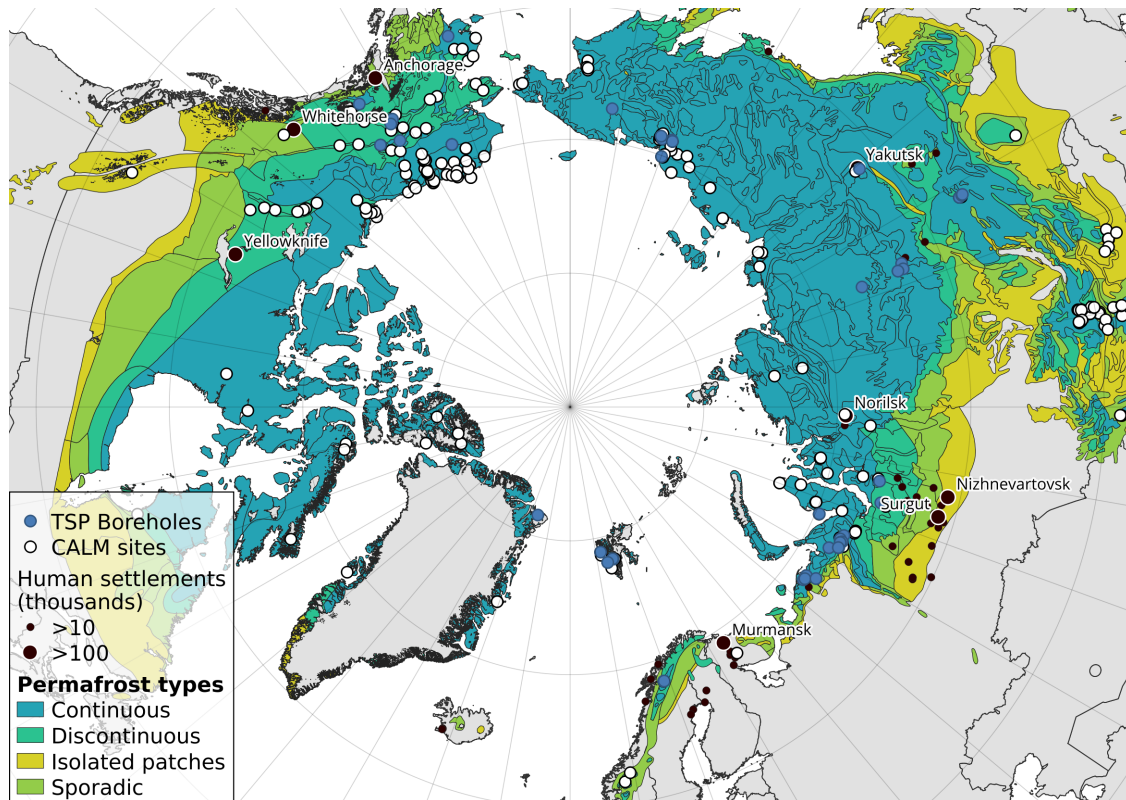 Anchorage
Whitehorse
Yakutsk
Yellowknife
Norilsk
Nizhnevartovsk
Surgut
Murmansk
TSP Boreholes
CALM sites
Human settlements
(thousands)
>10
>100
Permafrost types
Continuous
Discontinuous
Isolated patches
Sporadic